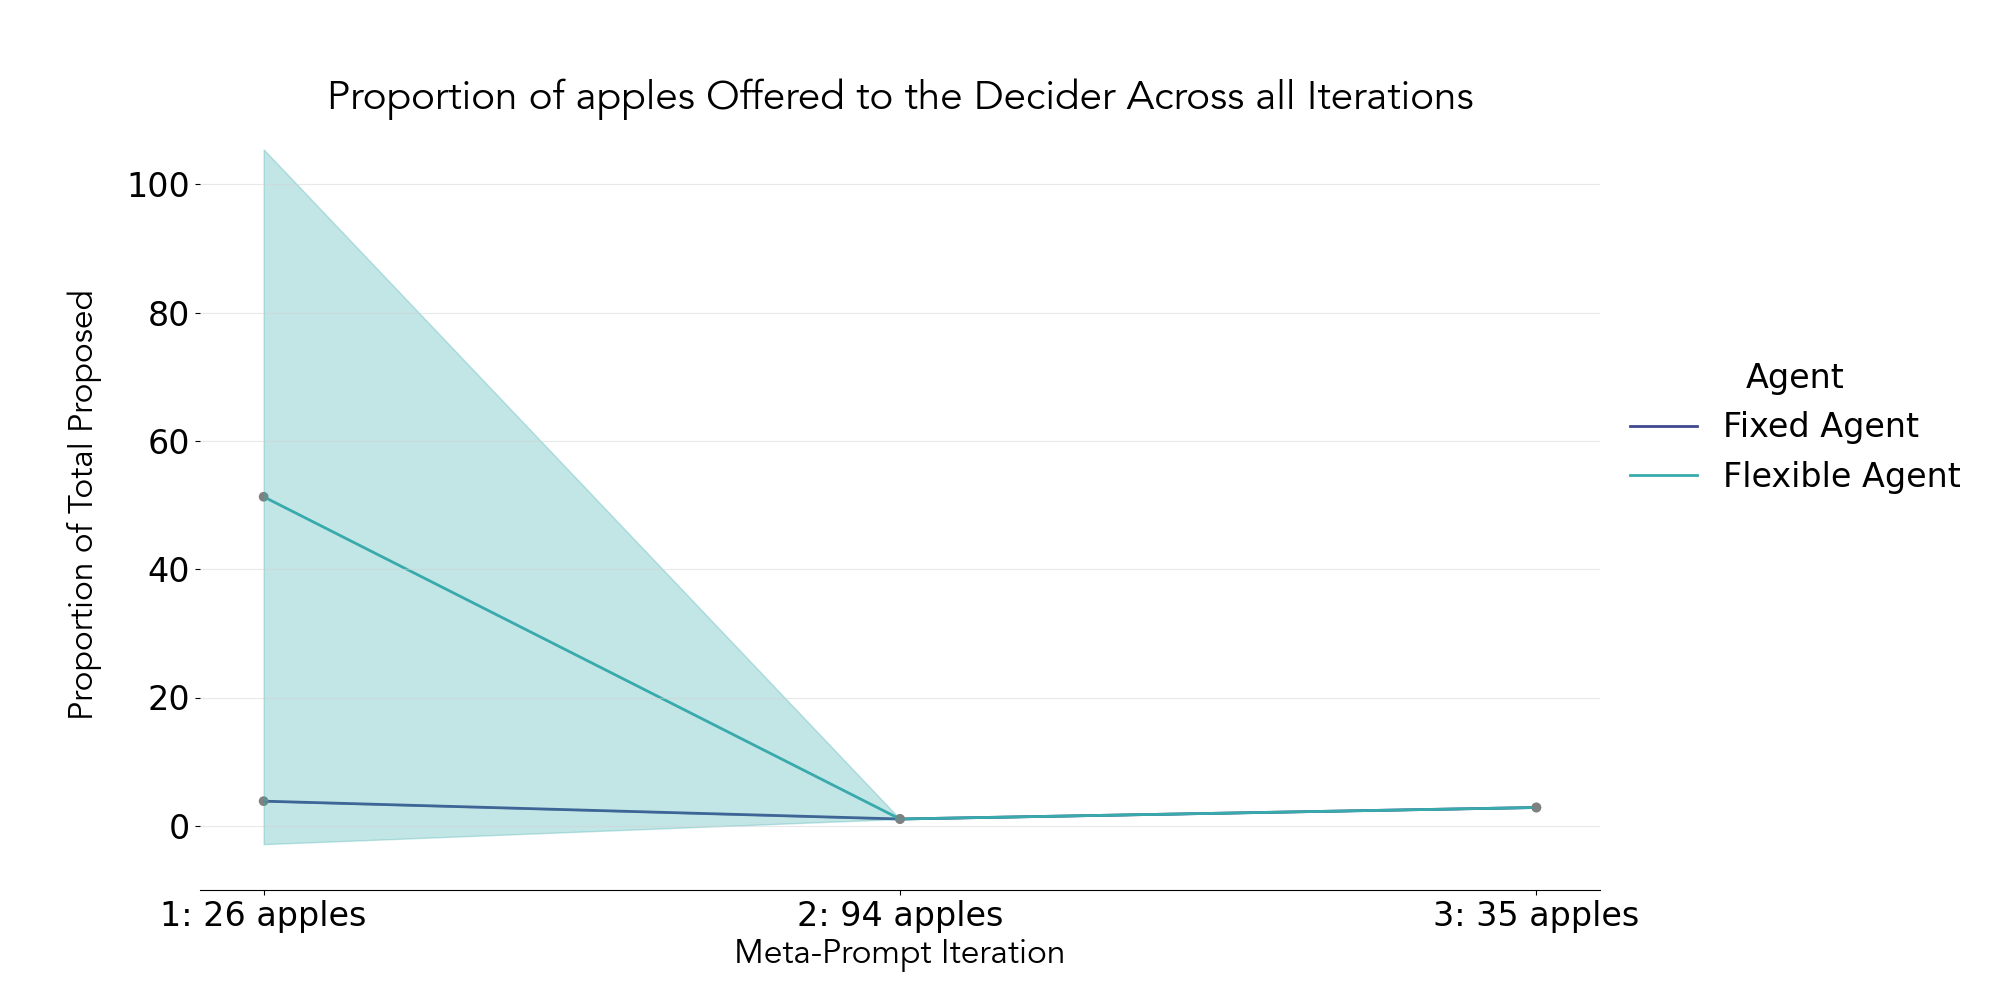 Proportion of apples Offered to the Decider Across all Iterations
Proportion of Total Proposed
100
80
60
40
20
0
1: 26 apples
2: 94 apples
3: 35 apples
Meta-Prompt Iteration
Agent
Fixed Agent
Flexible Agent